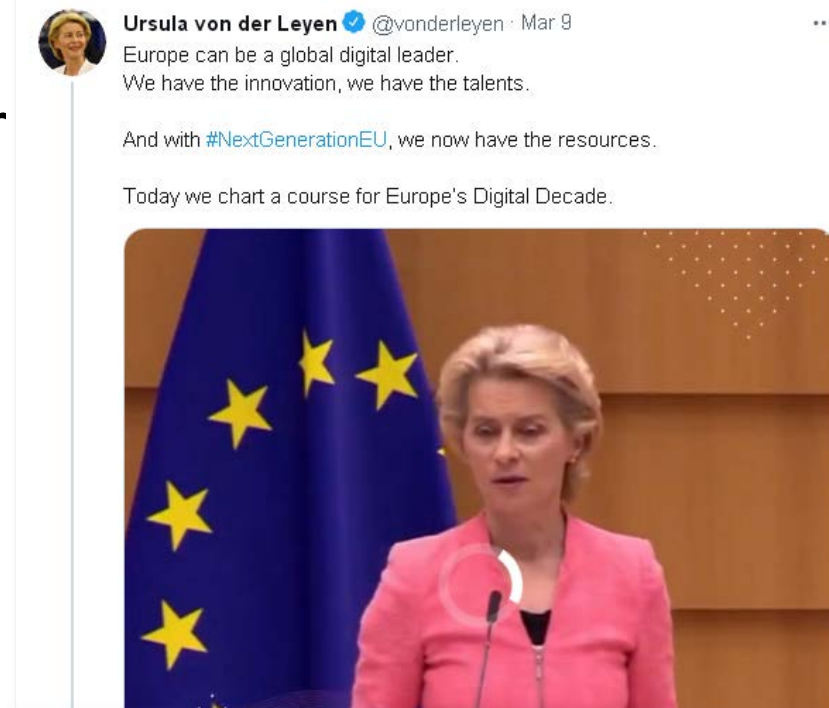 Ursula von der Leyen @vonderleyen · Mar 9
Europe can be a global digital leader.
We have the innovation, we have the talents.
And with #NextGenerationEU, we now have the resources.
Today we chart a course for Europe's Digital Decade.